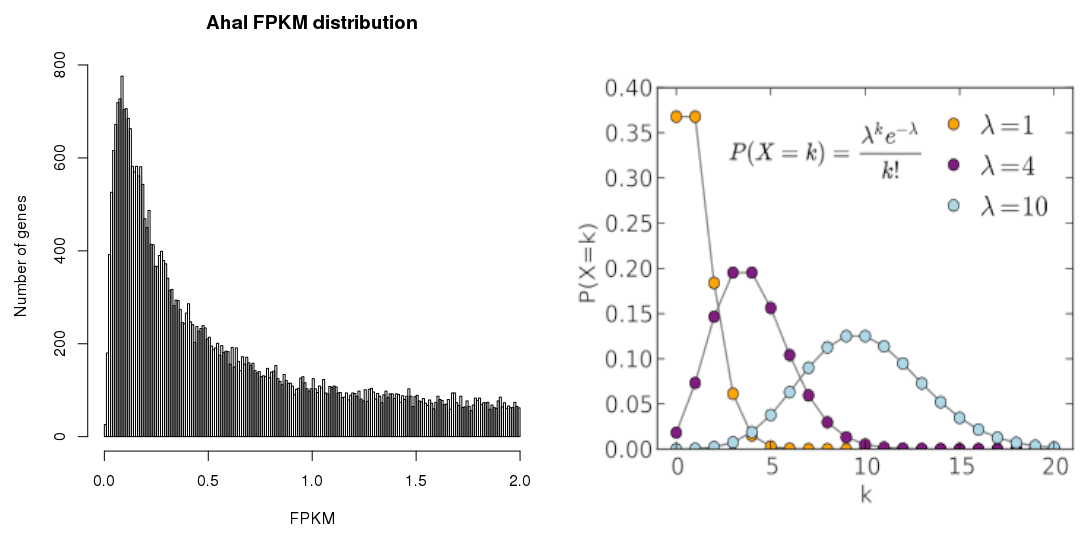 Ahal FPKM distribution
800
600
400
200
0
Number of genes
0.0 0.5 1.0 1.5 2.0
FPKM
0.40
0.35
0.30
0.25
0.20
0.15
0.10
0.05
0.00
P(X=k)
P(X = k) = λ^k e^{−λ} / k!
λ=1
λ=4
λ=10
0 5 10 15 20
k